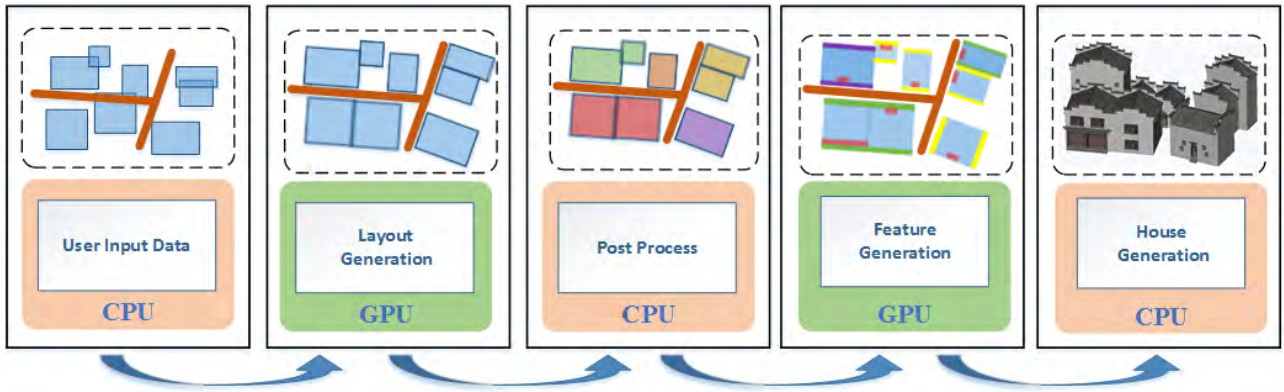 User Input Data
CPU
Layout
Generation
GPU
Post Process
CPU
Feature
Generation
GPU
House
Generation
CPU